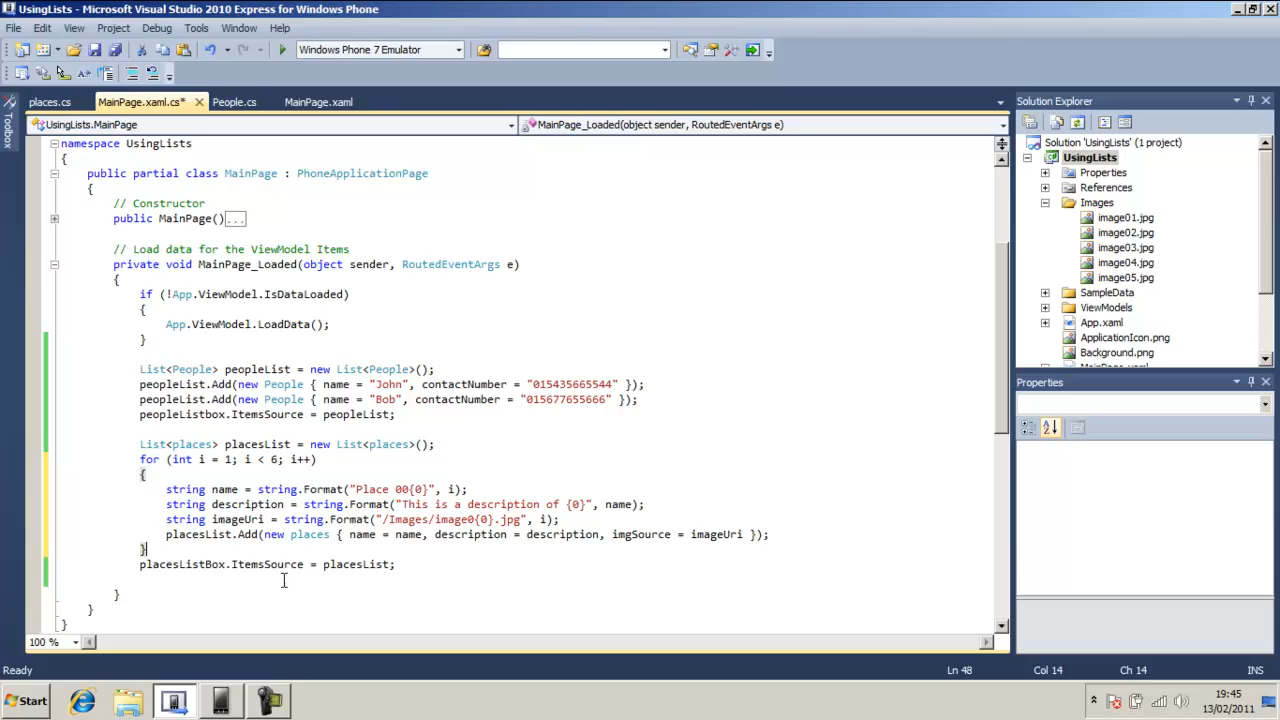 UsingLists - Microsoft Visual Studio 2010 Express for Windows Phone
File Edit View Project Debug Tools Window Help
Windows Phone 7 Emulator
places.cs MainPage.xaml.cs* People.cs MainPage.xaml
Toolbox
UsingLists.MainPage MainPage_Loaded(object sender, RoutedEventArgs e)
namespace UsingLists
{
public partial class MainPage : PhoneApplicationPage
{
// Constructor
public MainPage()...
// Load data for the ViewModel Items
private void MainPage_Loaded(object sender, RoutedEventArgs e)
{
if (!App.ViewModel.IsDataLoaded)
{
App.ViewModel.LoadData();
}
List<People> peopleList = new List<People>();
peopleList.Add(new People { name = "John", contactNumber = "015435665544" });
peopleList.Add(new People { name = "Bob", contactNumber = "015677655666" });
peopleListbox.ItemsSource = peopleList;
List<places> placesList = new List<places>();
for (int i = 1; i < 6; i++)
{
string name = string.Format("Place 00{0}", i);
string description = string.Format("This is a description of {0}", name);
string imageUri = string.Format("/Images/image0{0}.jpg", i);
placesList.Add(new places { name = name, description = description, imgSource = imageUri });
}
placesListBox.ItemsSource = placesList;
}
}
}
100 %
Solution Explorer
Solution 'UsingLists' (1 project)
UsingLists
Properties
References
Images
image01.jpg
image02.jpg
image03.jpg
image04.jpg
image05.jpg
SampleData
ViewModels
App.xaml
ApplicationIcon.png
Background.png
Properties
Ready Ln 48 Col 14 Ch 14 INS
Start
19:45
13/02/2011